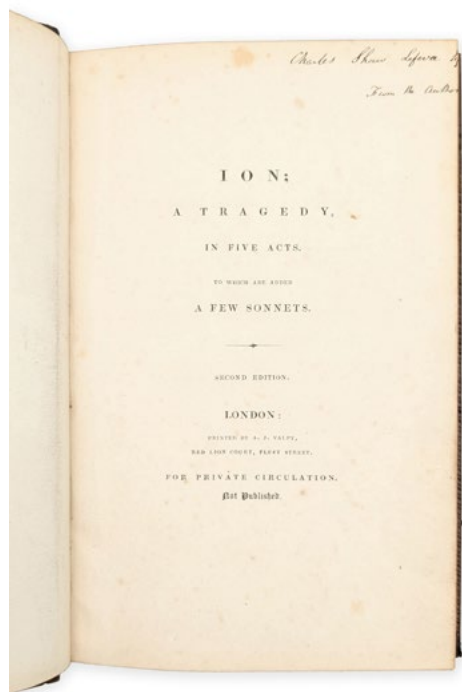 Charles Shaw Lefevre
From the Author
ION;
A TRAGEDY,
IN FIVE ACTS.
TO WHICH ARE ADDED
A FEW SONNETS.
SECOND EDITION.
LONDON:
PRINTED BY A. J. VALPY,
RED LION COURT, FLEET STREET.
FOR PRIVATE CIRCULATION.
Not Published.